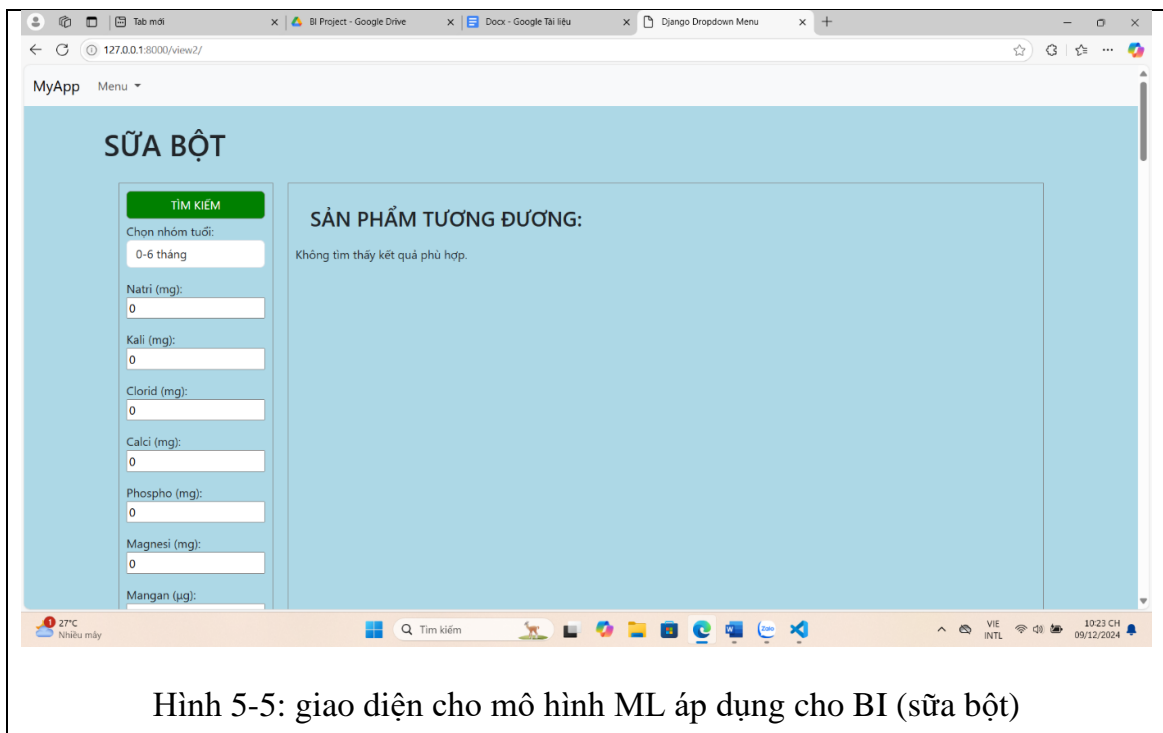 Tab mới
BI Project - Google Drive
Docx - Google Tài liệu
Django Dropdown Menu
127.0.0.1:8000/view2/
MyApp Menu
SỮA BỘT
TÌM KIẾM
Chọn nhóm tuổi:
0-6 tháng
Natri (mg):
0
Kali (mg):
0
Clorid (mg):
0
Calci (mg):
0
Phospho (mg):
0
Magnesi (mg):
0
Mangan (µg):
SẢN PHẨM TƯƠNG ĐƯƠNG:
Không tìm thấy kết quả phù hợp.
1
27°C
Nhiều mây
Tìm kiếm
Zalo
VIE
INTL
10:23 CH
09/12/2024
Hình 5-5: giao diện cho mô hình ML áp dụng cho BI (sữa bột)